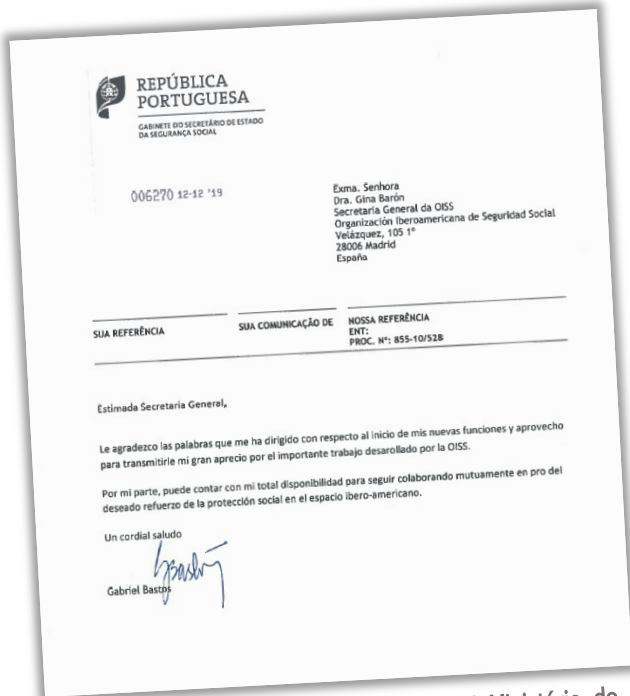 REPÚBLICA
PORTUGUESA
GABINETE DO SECRETÁRIO DE ESTADO
DA SEGURANÇA SOCIAL
006270 12-12 '19
Exma. Senhora
Dra. Gina Barón
Secretaria General da OISS
Organización Iberoamericana de Seguridad Social
Velázquez, 105 1º
28006 Madrid
España
SUA REFERÊNCIA
SUA COMUNICAÇÃO DE
NOSSA REFERÊNCIA
ENT:
PROC. Nº: 855-10/528
Estimada Secretaria General,
Le agradezco las palabras que me ha dirigido con respecto al inicio de mis nuevas funciones y aprovecho
para transmitirle mi gran aprecio por el importante trabajo desarollado por la OISS.
Por mi parte, puede contar con mi total disponibilidad para seguir colaborando mutuamente en pro del
deseado refuerzo de la protección social en el espacio ibero-americano.
Un cordial saludo
Gabriel Bastos
Ministério do